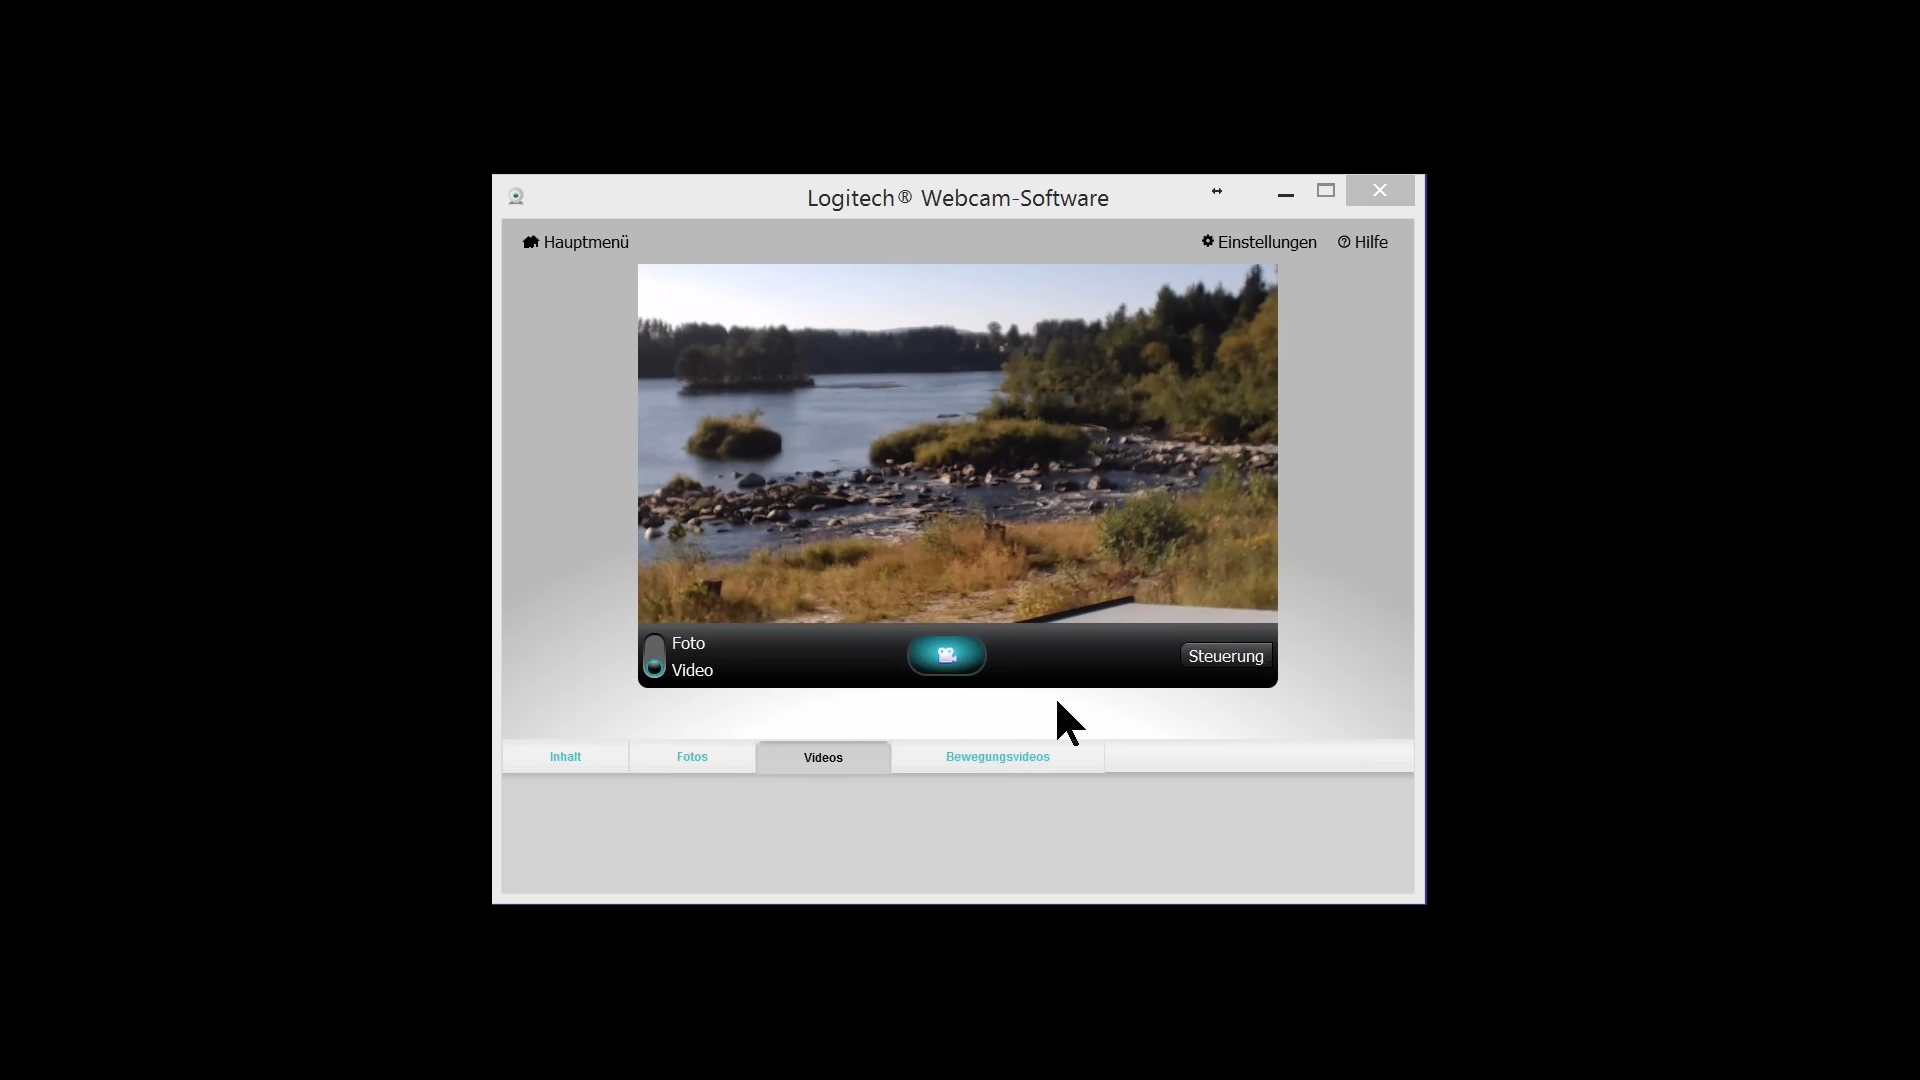 Logitech® Webcam-Software
Hauptmenü
Einstellungen
Hilfe
Foto
Video
Steuerung
Inhalt
Fotos
Videos
Bewegungsvideos